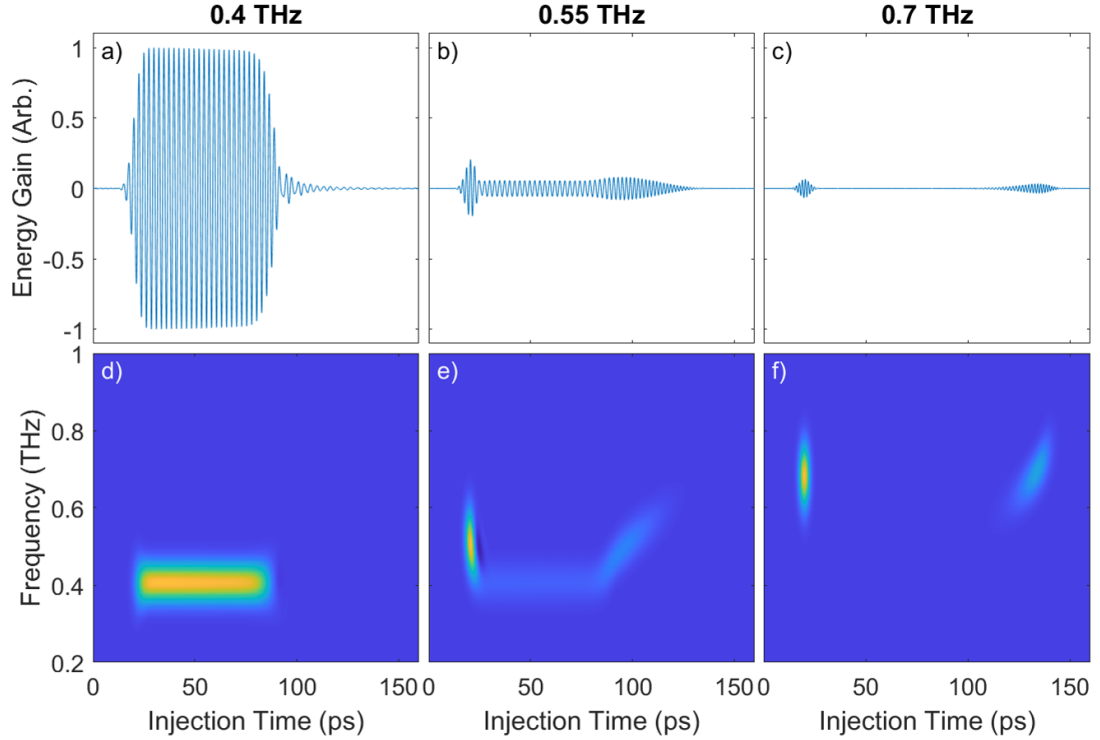 0.4 THz 0.55 THz 0.7 THz
a) b) c)
1
0.5
0
-0.5
-1
Energy Gain (Arb.)
d) e) f)
1
0.8
0.6
0.4
0.2
Frequency (THz)
0 50 100 150 0 50 100 150 0 50 100 150
Injection Time (ps) Injection Time (ps) Injection Time (ps)